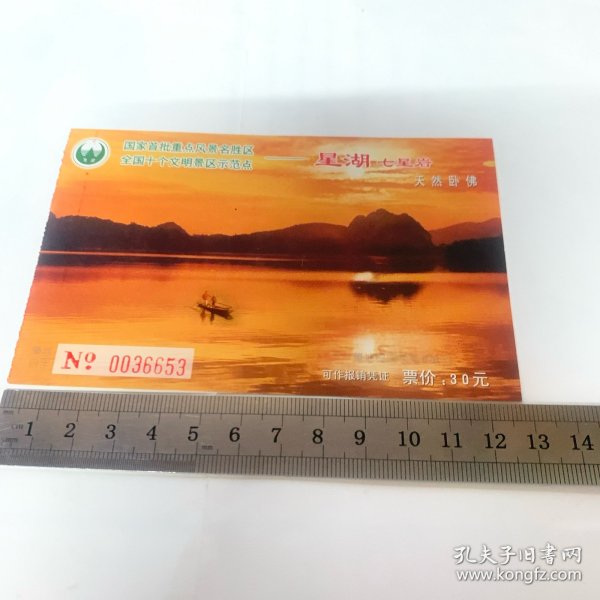 国家首批重点风景名胜区
全国十个文明景区示范点
——星湖 七星岩
天然卧佛
No 0036653
可作报销凭证 票价:30元
cm 1 2 3 4 5 6 7 8 9 10 11 12 13 14
孔夫子旧书网
www.kongfz.com